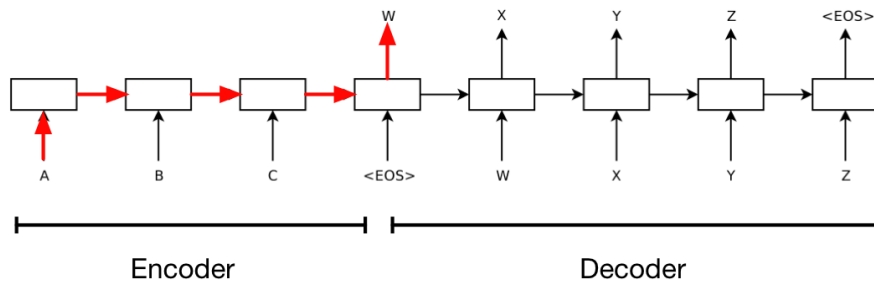 W X Y Z <EOS>
A B C <EOS> W X Y Z
Encoder Decoder